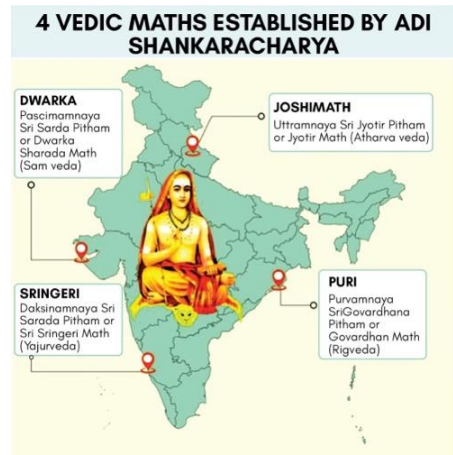 4 VEDIC MATHS ESTABLISHED BY ADI
SHANKARACHARYA
DWARKA
Pascimamnaya
Sri Sarda Pitham
or Dwarka
Sharada Math
(Sam veda)
JOSHIMATH
Uttramnaya Sri Jyotir Pitham
or Jyotir Math (Atharva veda)
SRINGERI
Daksinamnaya Sri
Sarada Pitham or
Sri Sringeri Math
(Yajurveda)
PURI
Purvamnaya
SriGovardhana
Pitham or
Govardhan Math
(Rigveda)